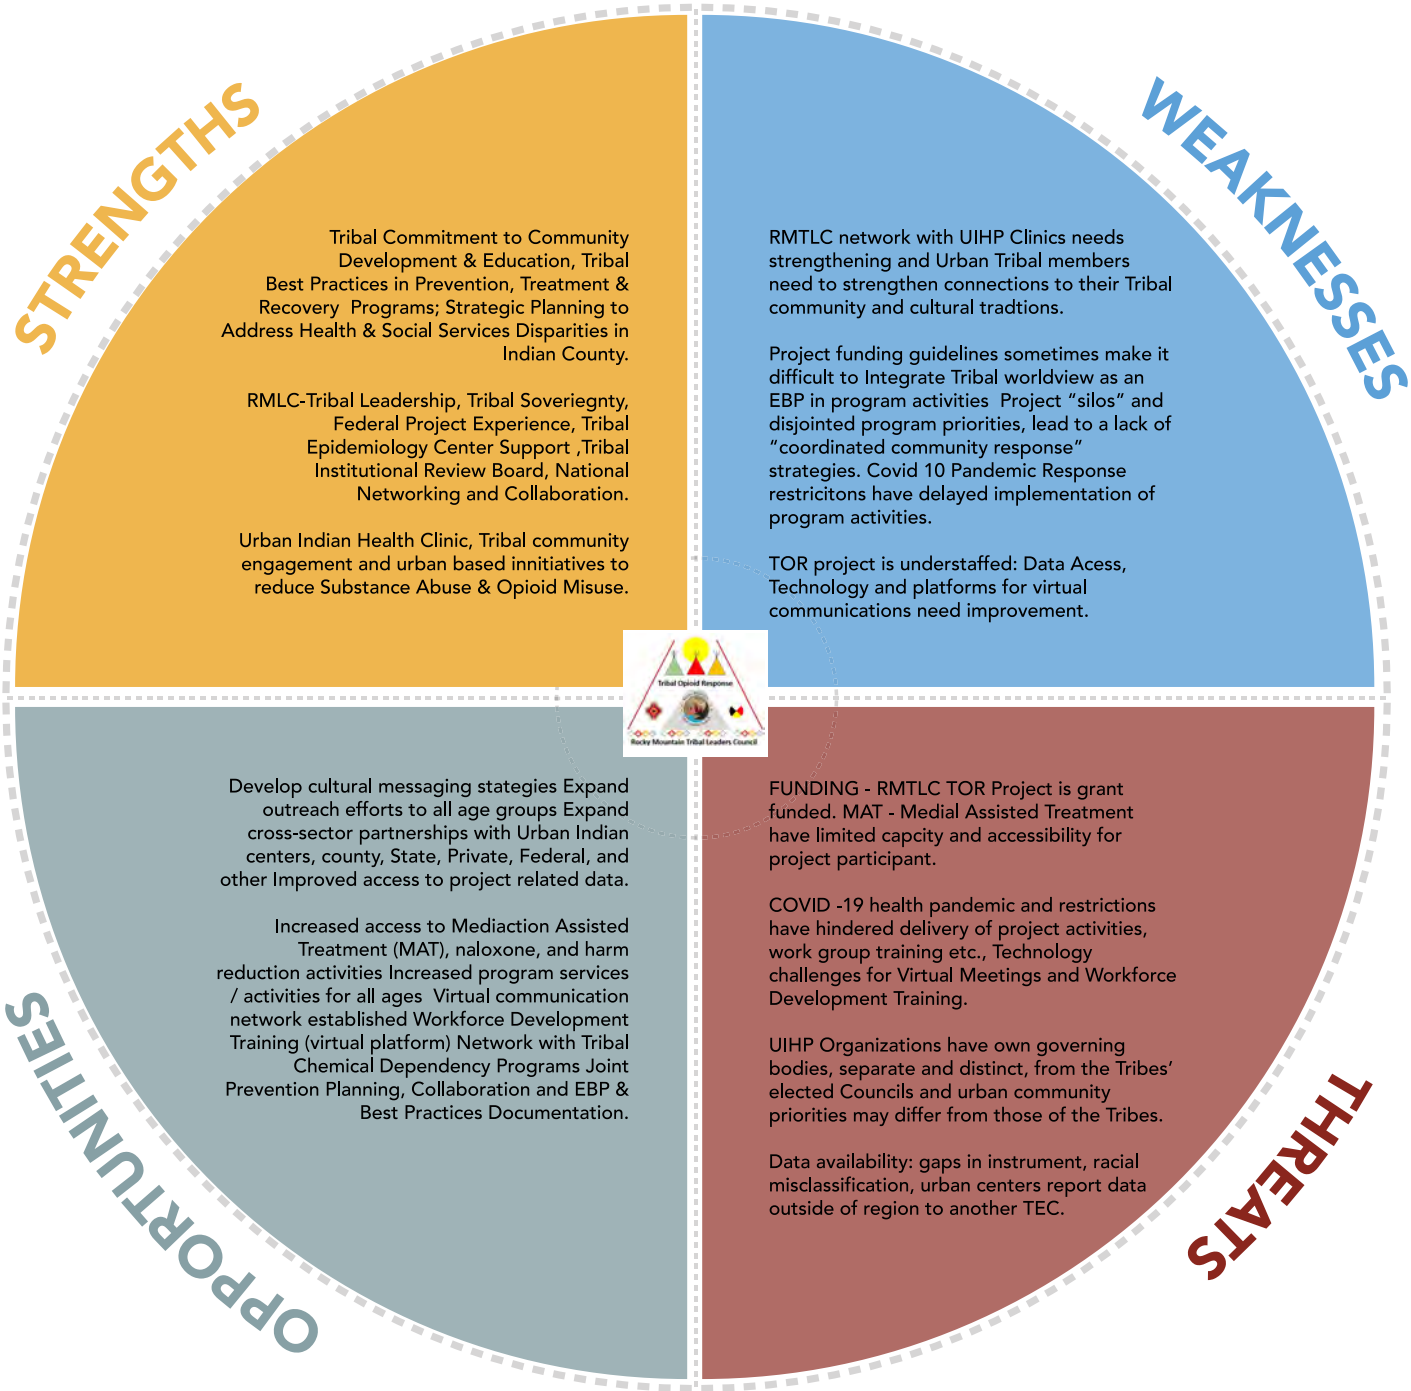 STRENGTHS
Tribal Commitment to Community
Development & Education, Tribal
Best Practices in Prevention, Treatment &
Recovery  Programs; Strategic Planning to
Address Health & Social Services Disparities in
Indian County.
RMLC-Tribal Leadership, Tribal Soveriegnty,
Federal Project Experience, Tribal
Epidemiology Center Support ,Tribal
Institutional Review Board, National
Networking and Collaboration.
Urban Indian Health Clinic, Tribal community
engagement and urban based innitiatives to
reduce Substance Abuse & Opioid Misuse.
WEAKNESSES
RMTLC network with UIHP Clinics needs
strengthening and Urban Tribal members
need to strengthen connections to their Tribal
community and cultural tradtions.
Project funding guidelines sometimes make it
difficult to Integrate Tribal worldview as an
EBP in program activities  Project “silos” and
disjointed program priorities, lead to a lack of
“coordinated community response”
strategies. Covid 10 Pandemic Response
restricitons have delayed implementation of
program activities.
TOR project is understaffed: Data Acess,
Technology and platforms for virtual
communications need improvement.
Tribal Opioid Response
Rocky Mountain Tribal Leaders Council
OPPORTUNITIES
Develop cultural messaging stategies Expand
outreach efforts to all age groups Expand
cross-sector partnerships with Urban Indian
centers, county, State, Private, Federal, and
other Improved access to project related data.
Increased access to Mediaction Assisted
Treatment (MAT), naloxone, and harm
reduction activities Increased program services
/ activities for all ages  Virtual communication
network established Workforce Development
Training (virtual platform) Network with Tribal
Chemical Dependency Programs Joint
Prevention Planning, Collaboration and EBP &
Best Practices Documentation.
THREATS
FUNDING - RMTLC TOR Project is grant
funded. MAT - Medial Assisted Treatment
have limited capcity and accessibility for
project participant.
COVID -19 health pandemic and restrictions
have hindered delivery of project activities,
work group training etc., Technology
challenges for Virtual Meetings and Workforce
Development Training.
UIHP Organizations have own governing
bodies, separate and distinct, from the Tribes’
elected Councils and urban community
priorities may differ from those of the Tribes.
Data availability: gaps in instrument, racial
misclassification, urban centers report data
outside of region to another TEC.